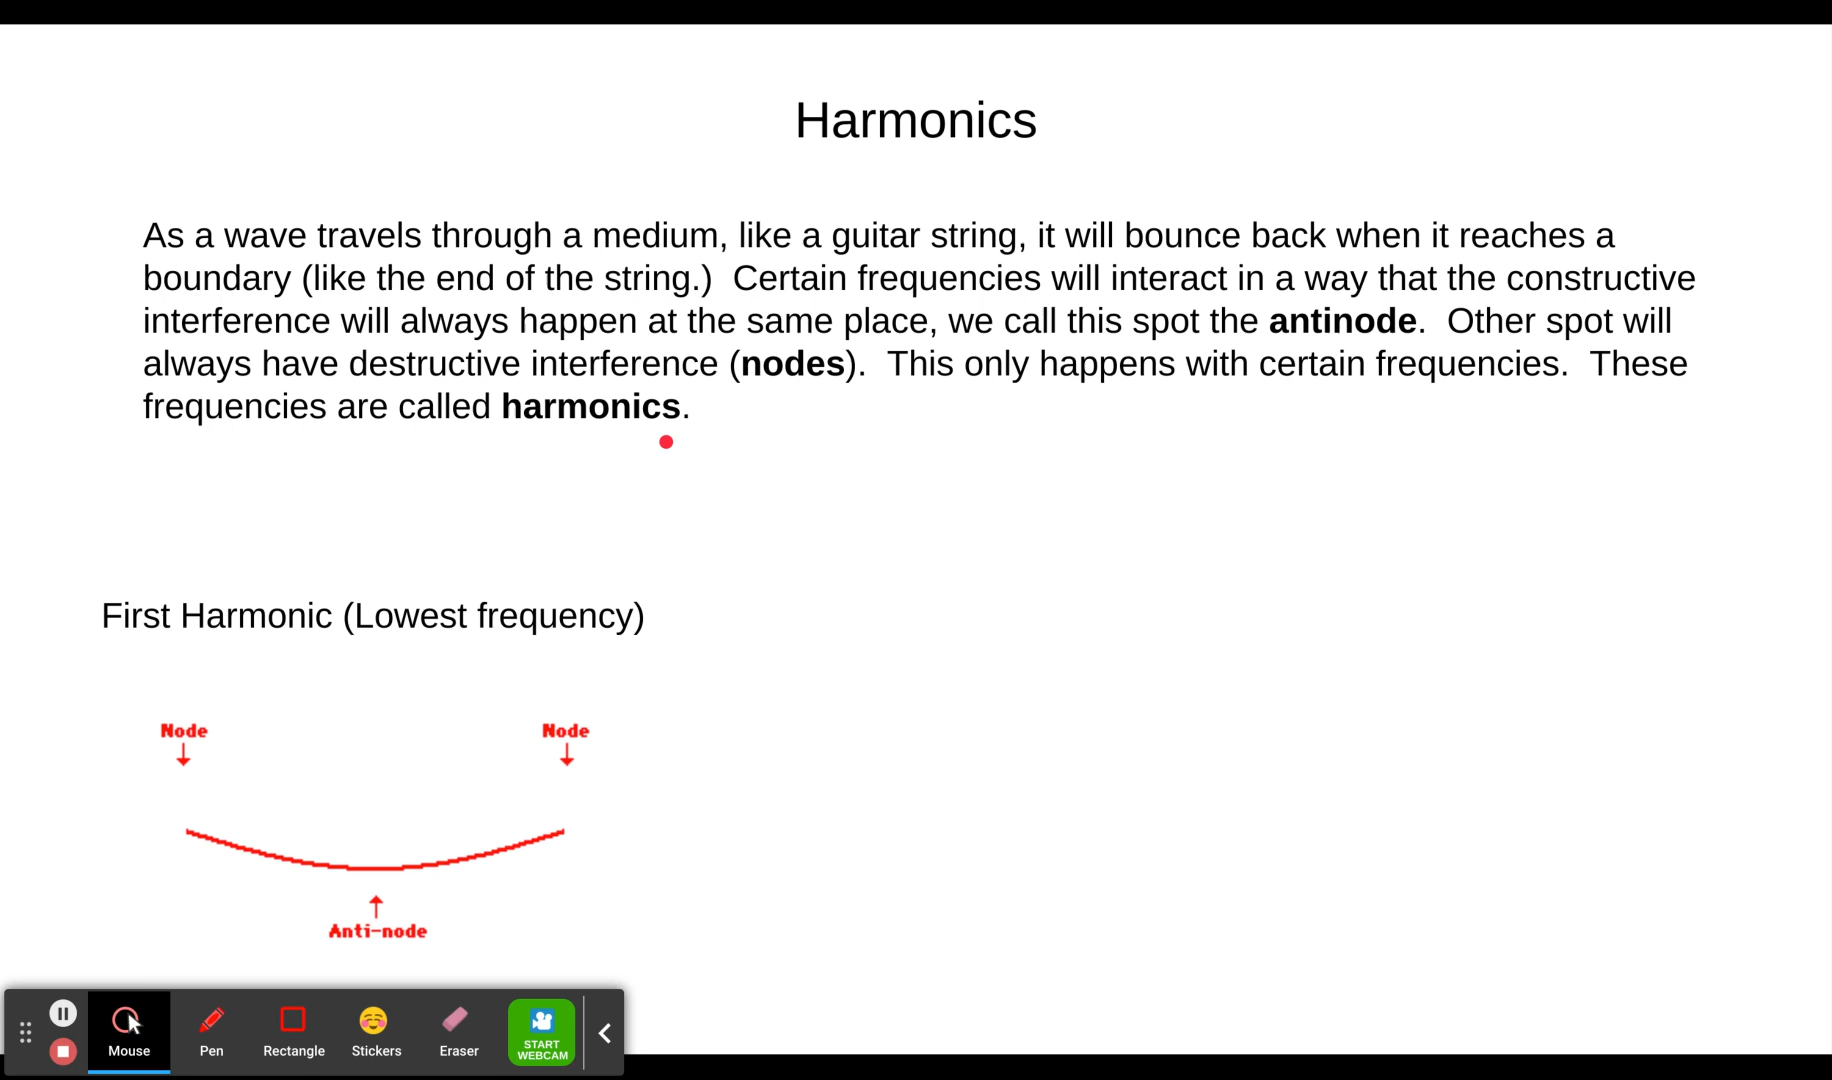 Harmonics
As a wave travels through a medium, like a guitar string, it will bounce back when it reaches a
boundary (like the end of the string.)  Certain frequencies will interact in a way that the constructive
interference will always happen at the same place, we call this spot the antinode.  Other spot will
always have destructive interference (nodes).  This only happens with certain frequencies.  These
frequencies are called harmonics.
First Harmonic (Lowest frequency)
Node Node
Anti-node
Mouse Pen Rectangle Stickers Eraser START
WEBCAM